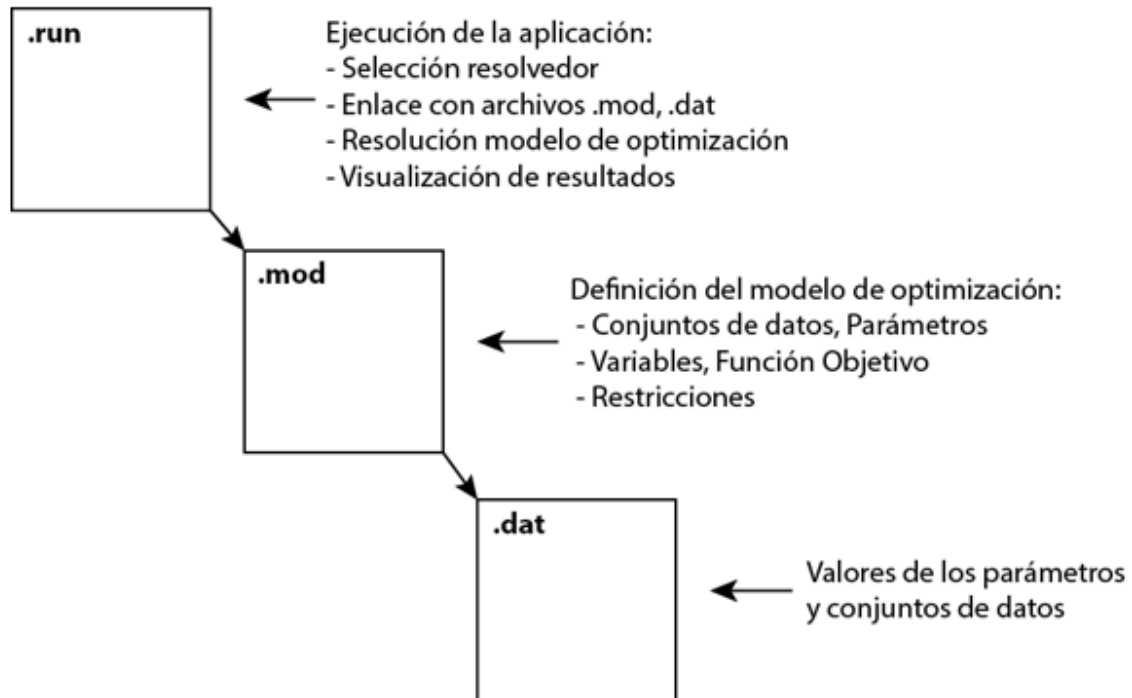 .run
Ejecución de la aplicación:
- Selección resolvedor
- Enlace con archivos .mod, .dat
- Resolución modelo de optimización
- Visualización de resultados
.mod
Definición del modelo de optimización:
- Conjuntos de datos, Parámetros
- Variables, Función Objetivo
- Restricciones
.dat
Valores de los parámetros
y conjuntos de datos